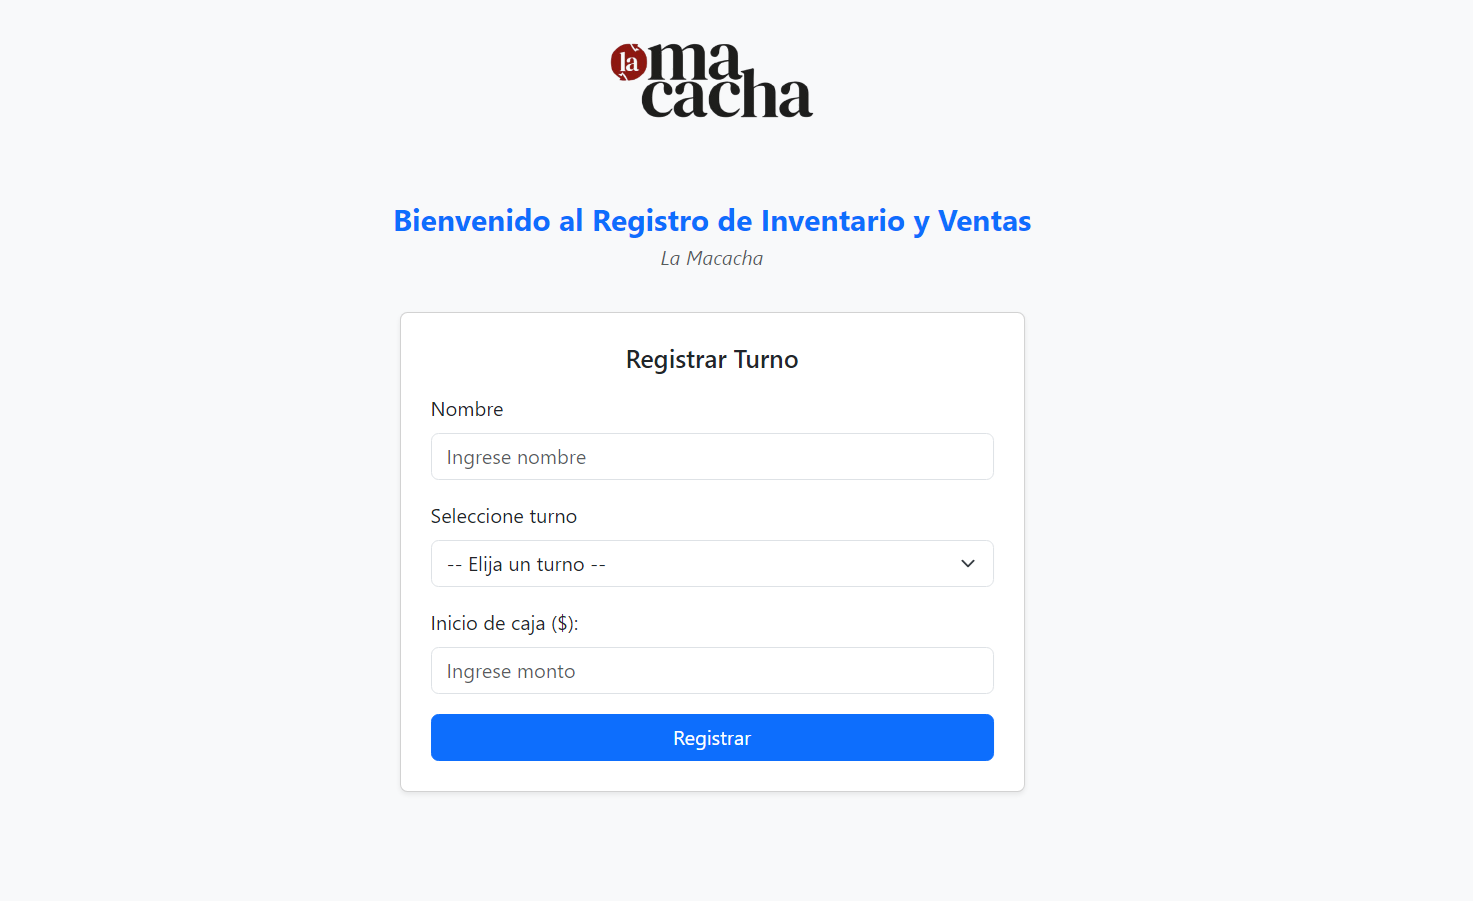 la ma
cacha
Bienvenido al Registro de Inventario y Ventas
La Macacha
Registrar Turno
Nombre
Ingrese nombre
Seleccione turno
-- Elija un turno --
Inicio de caja ($):
Ingrese monto
Registrar